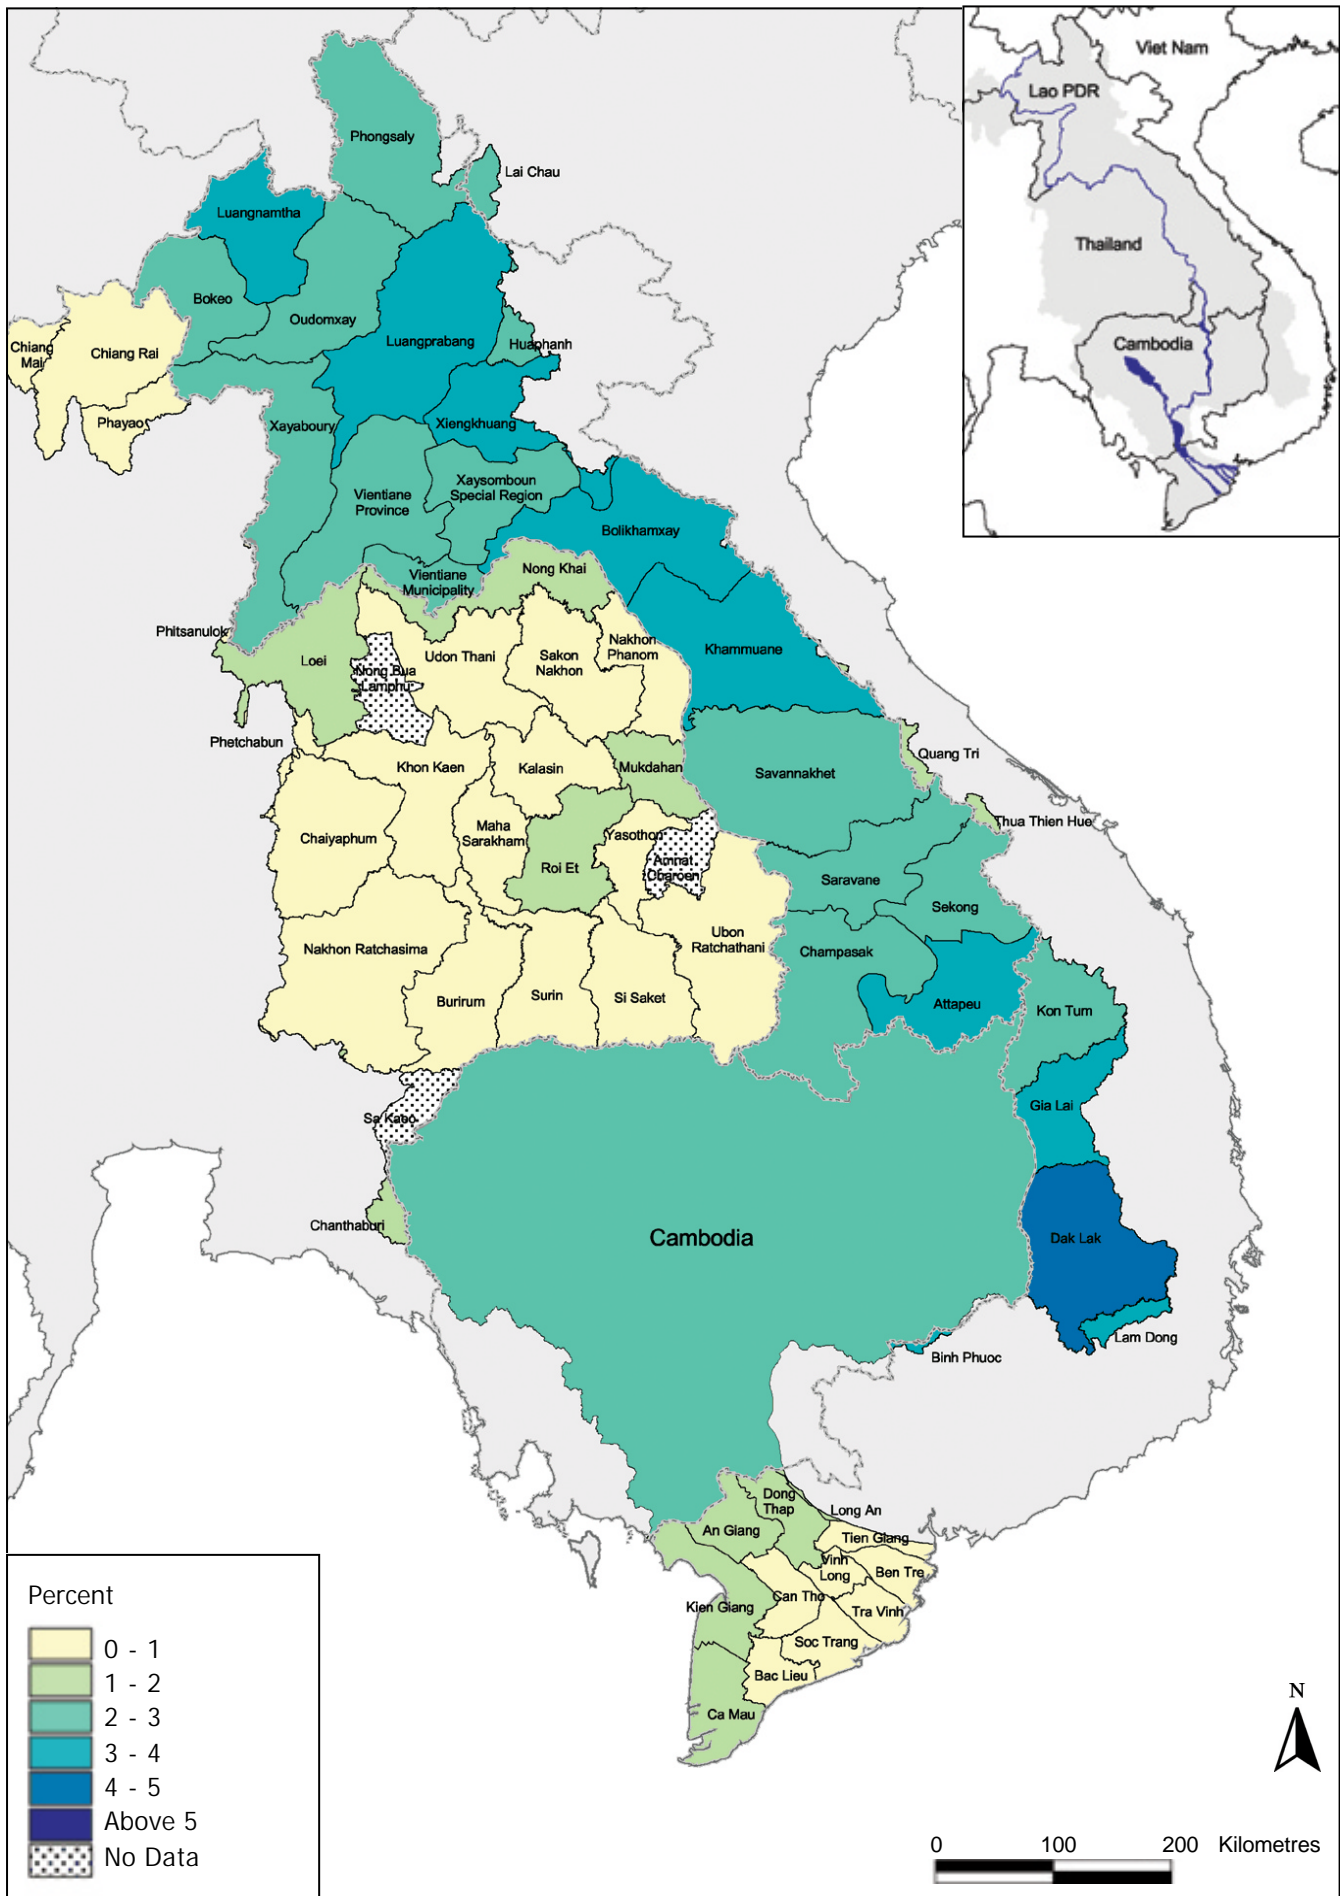 Viet Nam
Lao PDR
Thailand
Cambodia
Phongsaly
Lai Chau
Luangnamtha
Bokeo
Oudomxay
Luangprabang
Huaphanh
Chiang
Mai
Chiang Rai
Phayao
Xayaboury
Xiengkhuang
Vientiane
Province
Xaysomboun
Special Region
Bolikhamxay
Vientiane
Municipality
Nong Khai
Phitsanulok
Loei
Nong Bua
Lamphu
Udon Thani
Sakon
Nakhon
Nakhon
Phanom
Khammuane
Phetchabun
Khon Kaen
Kalasin
Mukdahan
Savannakhet
Quang Tri
Thua Thien Hue
Chaiyaphum
Maha
Sarakham
Roi Et
Yasothon
Amnat
Charoen
Saravane
Sekong
Nakhon Ratchasima
Burirum
Surin
Si Saket
Ubon
Ratchathani
Champasak
Attapeu
Kon Tum
Gia Lai
Sa Kaeo
Chanthaburi
Cambodia
Dak Lak
Lam Dong
Binh Phuoc
Dong
Thap
Long An
An Giang
Tien Giang
Vinh
Long
Ben Tre
Can Tho
Kien Giang
Tra Vinh
Soc Trang
Bac Lieu
Ca Mau
Percent
0 - 1
1 - 2
2 - 3
3 - 4
4 - 5
Above 5
No Data
N
0 100 200 Kilometres